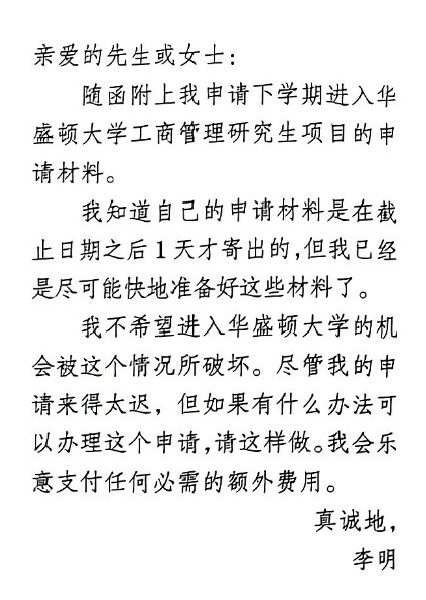 亲爱的先生或女士：
随函附上我申请下学期进入华
盛顿大学工商管理研究生项目的申
请材料。
我知道自己的申请材料是在截
止日期之后1天才寄出的,但我已经
是尽可能快地准备好这些材料了。
我不希望进入华盛顿大学的机
会被这个情况所破坏。尽管我的申
请来得太迟，但如果有什么办法可
以办理这个申请,请这样做。我会乐
意支付任何必需的额外费用。
真诚地，
李明